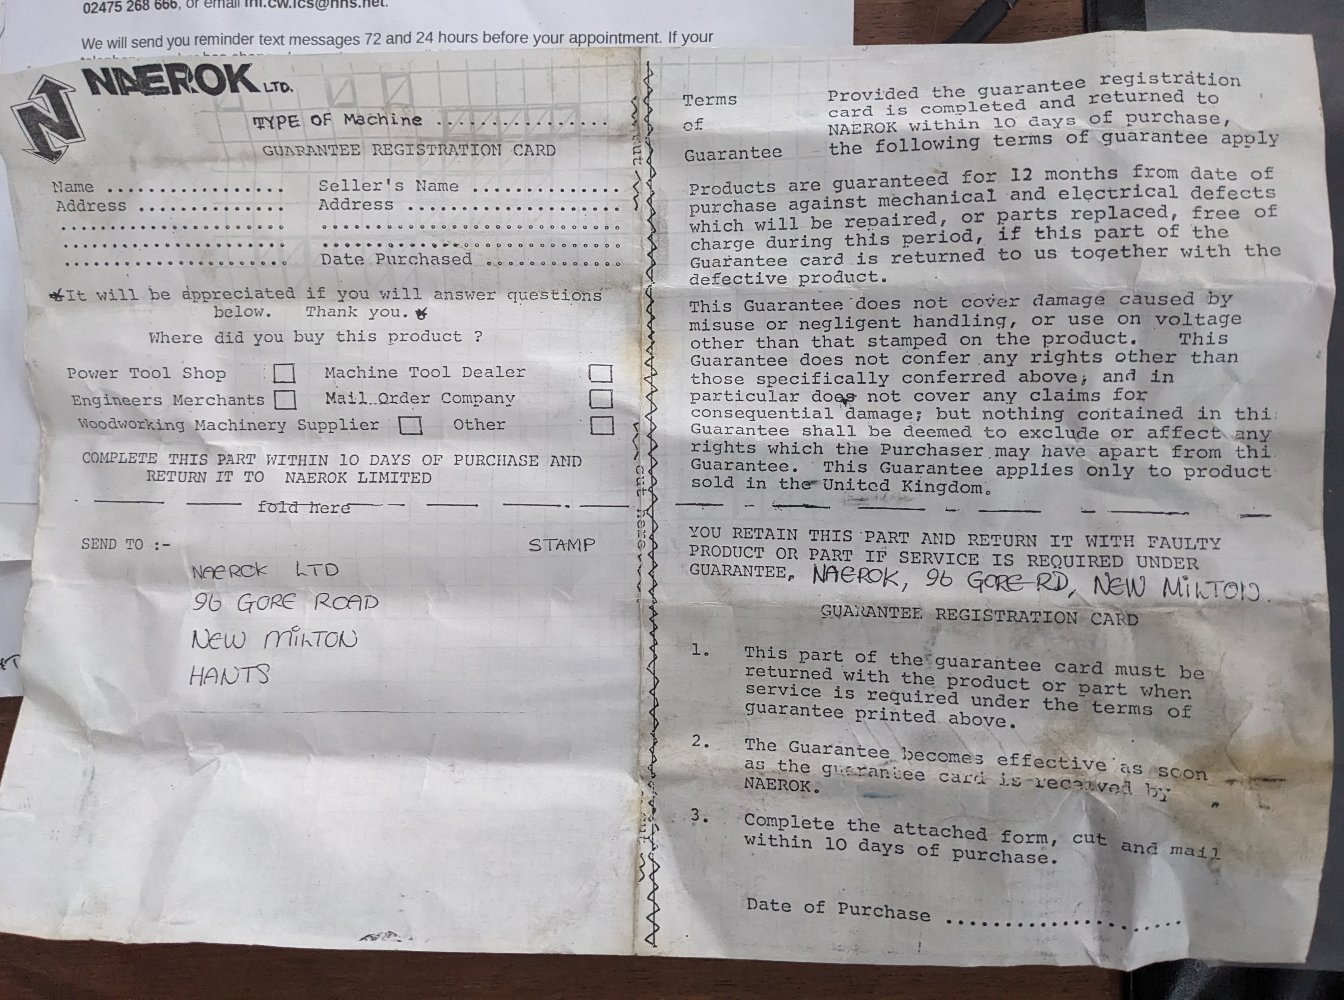 02475 268 666, or email
We will send you reminder text messages 72 and 24 hours before your appointment. If your
NAEROK LTD.
TYPE OF Machine ................
GUARANTEE REGISTRATION CARD
Name ................ Seller's Name ..............
Address ............. Address ....................
Date Purchased .............
It will be appreciated if you will answer questions
below. Thank you.
Where did you buy this product ?
Power Tool Shop Machine Tool Dealer
Engineers Merchants Mail Order Company
Woodworking Machinery Supplier Other
COMPLETE THIS PART WITHIN 10 DAYS OF PURCHASE AND
RETURN IT TO NAEROK LIMITED
fold here
SEND TO :- STAMP
NAEROK LTD
96 GORE ROAD
NEW MILTON
HANTS
cut
cut here
cut
Terms Provided the guarantee registration
of card is completed and returned to
NAEROK within 10 days of purchase,
Guarantee the following terms of guarantee apply
Products are guaranteed for 12 months from date of
purchase against mechanical and electrical defects
which will be repaired, or parts replaced, free of
charge during this period, if this part of the
Guarantee card is returned to us together with the
defective product.
This Guarantee does not cover damage caused by
misuse or negligent handling, or use on voltage
other than that stamped on the product. This
Guarantee does not confer any rights other than
those specifically conferred above; and in
particular does not cover any claims for
consequential damage; but nothing contained in thi
Guarantee shall be deemed to exclude or affect any
rights which the Purchaser may have apart from thi
Guarantee. This Guarantee applies only to product
sold in the United Kingdom.
YOU RETAIN THIS PART AND RETURN IT WITH FAULTY
PRODUCT OR PART IF SERVICE IS REQUIRED UNDER
GUARANTEE. NAEROK, 96 GORE RD, NEW MILTON.
GUARANTEE REGISTRATION CARD
1. This part of the guarantee card must be
returned with the product or part when
service is required under the terms of
guarantee printed above.
2. The Guarantee becomes effective as soon
as the guarantee card is received by
NAEROK.
3. Complete the attached form, cut and mail
within 10 days of purchase.
Date of Purchase ......................